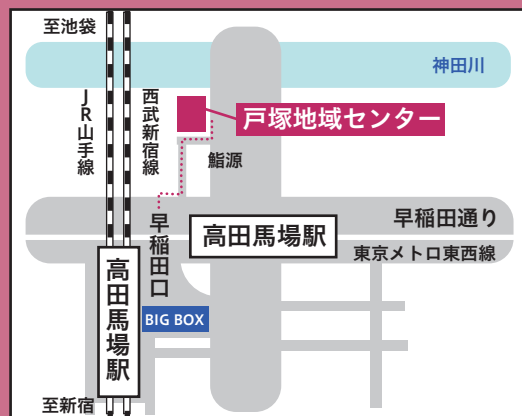 至池袋
神田川
JR山手線
西武新宿線
戸塚地域センター
鮨源
早稲田口
高田馬場駅
早稲田通り
東京メトロ東西線
高田馬場駅
BIG BOX
至新宿